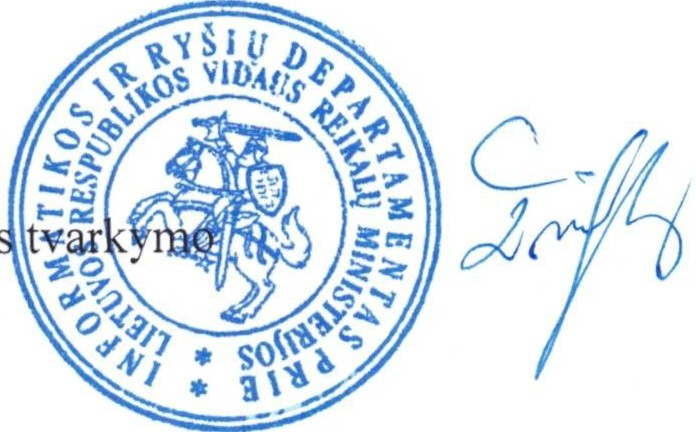 INFORMATIKOS IR RYŠIŲ DEPARTAMENTAS PRIE
LIETUVOS RESPUBLIKOS VIDAUS REIKALŲ MINISTERIJOS
s tvarkymo